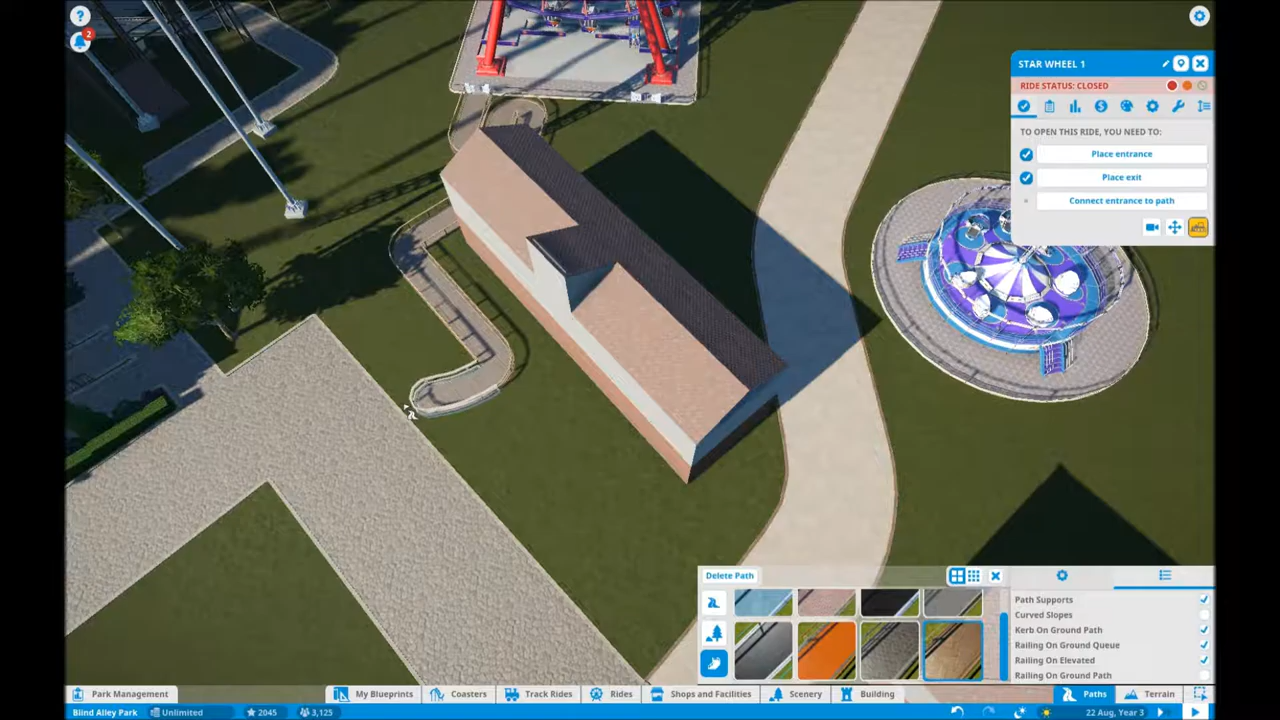 ?
2
STAR WHEEL 1
RIDE STATUS: CLOSED
TO OPEN THIS RIDE, YOU NEED TO:
Place entrance
Place exit
Connect entrance to path
Delete Path
Path Supports
Curved Slopes
Kerb On Ground Path
Railing On Ground Queue
Railing On Elevated
Railing On Ground Path
Park Management
My Blueprints
Coasters
Track Rides
Rides
Shops and Facilities
Scenery
Building
Paths
Terrain
Blind Alley Park
Unlimited
2045
3,125
22 Aug, Year 3